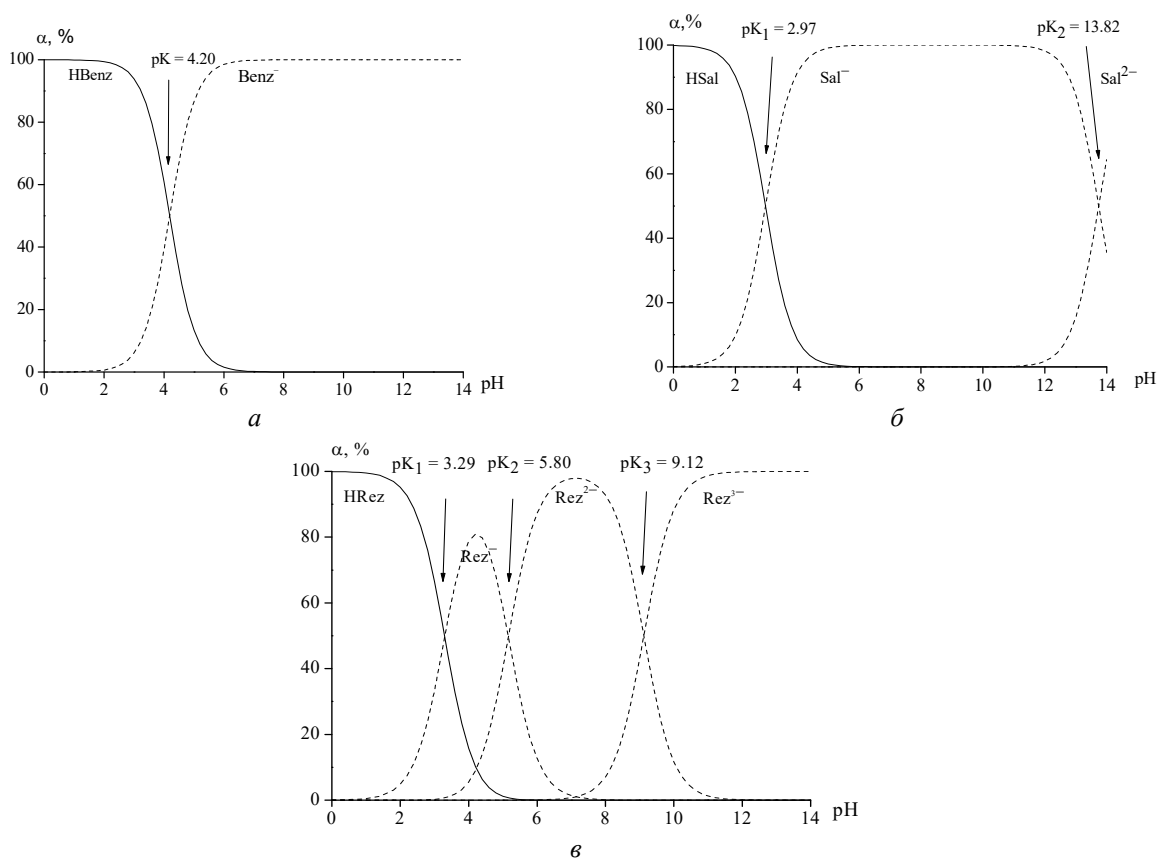 α, %
100
80
60
40
20
0
HBenz
pK = 4.20
Benz⁻
0 2 4 6 8 10 12 14 pH
а
α,%
100
80
60
40
20
0
pK₁ = 2.97
pK₂ = 13.82
HSal
Sal⁻
Sal²⁻
0 2 4 6 8 10 12 14 pH
б
α, %
100
80
60
40
20
0
pK₁ = 3.29 pK₂ = 5.80 pK₃ = 9.12
HRez
Rez⁻
Rez²⁻
Rez³⁻
0 2 4 6 8 10 12 14 pH
в